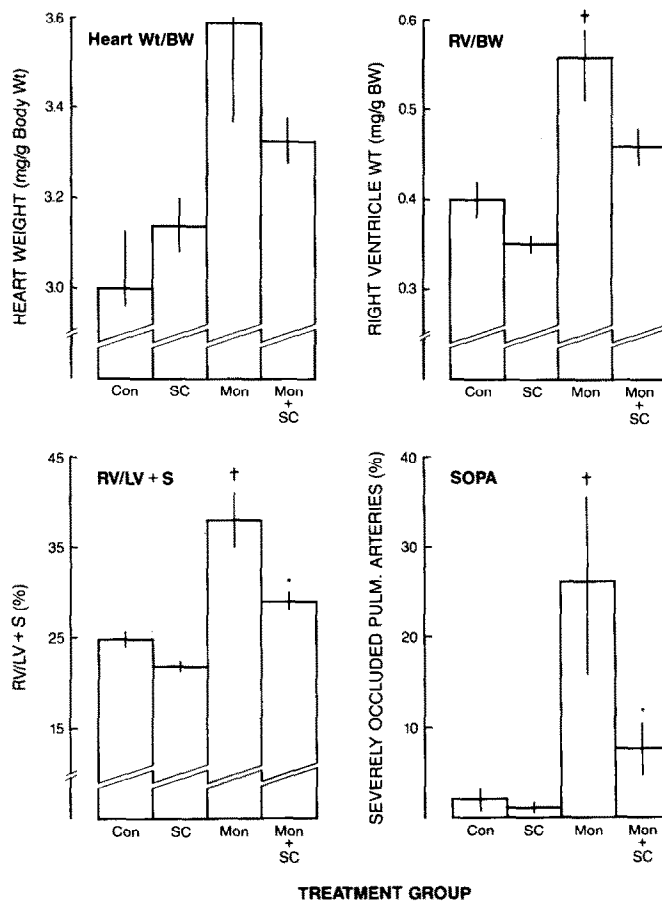 Heart Wt/BW
HEART WEIGHT (mg/g Body Wt)
3.6
3.4
3.2
3.0
Con SC Mon Mon
+
SC
RV/BW
RIGHT VENTRICLE WT (mg/g BW)
0.6
0.5
0.4
0.3
†
Con SC Mon Mon
+
SC
RV/LV + S
RV/LV + S (%)
45
35
25
15
†
Con SC Mon Mon
+
SC
SOPA
SEVERELY OCCLUDED PULM. ARTERIES (%)
40
30
20
10
†
Con SC Mon Mon
+
SC
TREATMENT GROUP